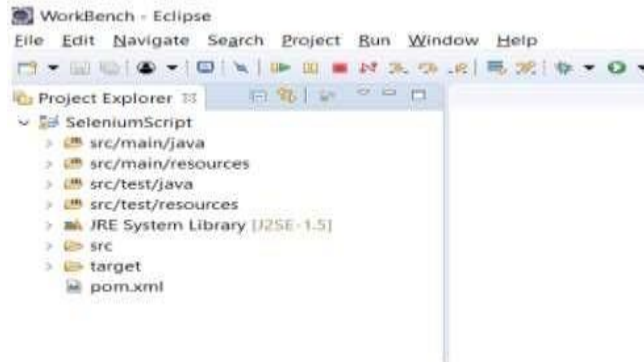 WorkBench - Eclipse
File Edit Navigate Search Project Run Window Help
Project Explorer
SeleniumScript
src/main/java
src/main/resources
src/test/java
src/test/resources
JRE System Library [J2SE-1.5]
src
target
pom.xml